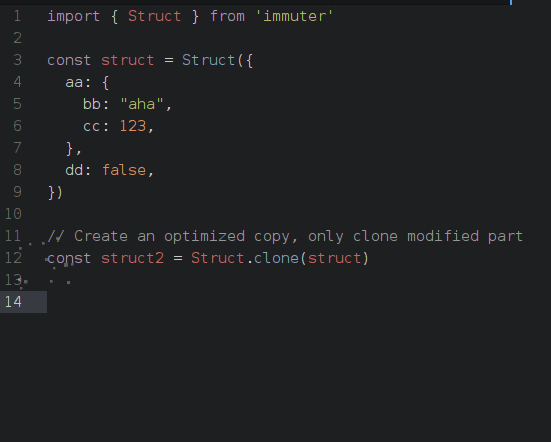 1 import { Struct } from 'immuter'
2
3 const struct = Struct({
4   aa: {
5     bb: "aha",
6     cc: 123,
7   },
8   dd: false,
9 })
10
11 // Create an optimized copy, only clone modified part
12 const struct2 = Struct.clone(struct)
13
14